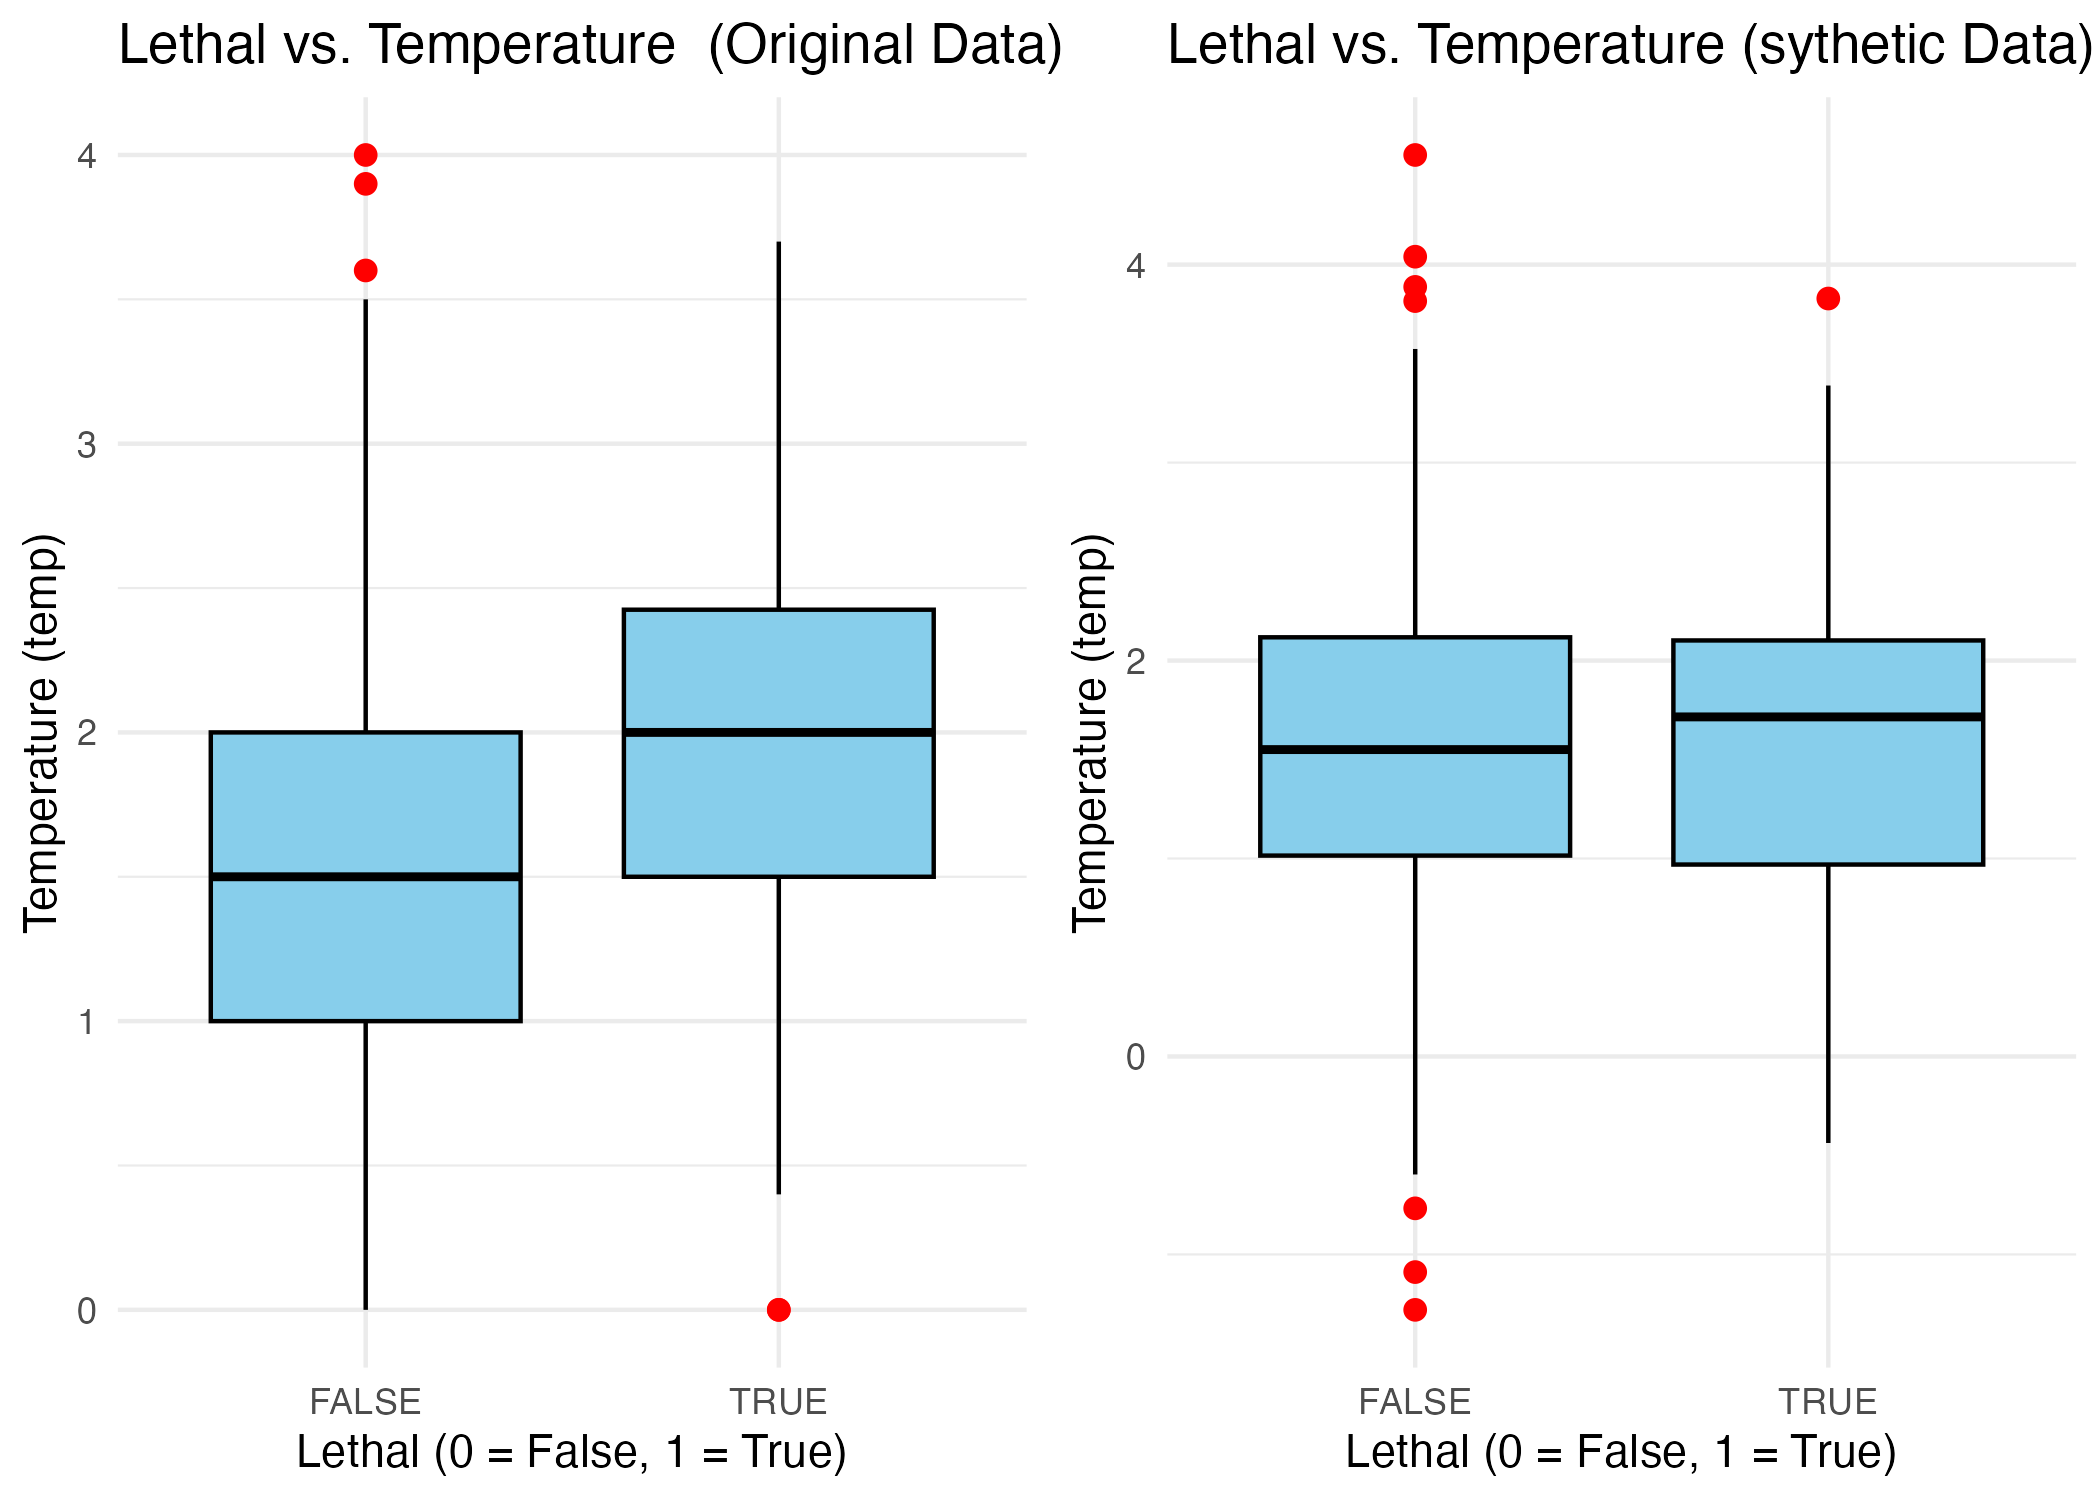 Lethal vs. Temperature  (Original Data)
4
3
2
1
0
Temperature (temp)
FALSE TRUE
Lethal (0 = False, 1 = True)
Lethal vs. Temperature (sythetic Data)
4
2
0
Temperature (temp)
FALSE TRUE
Lethal (0 = False, 1 = True)